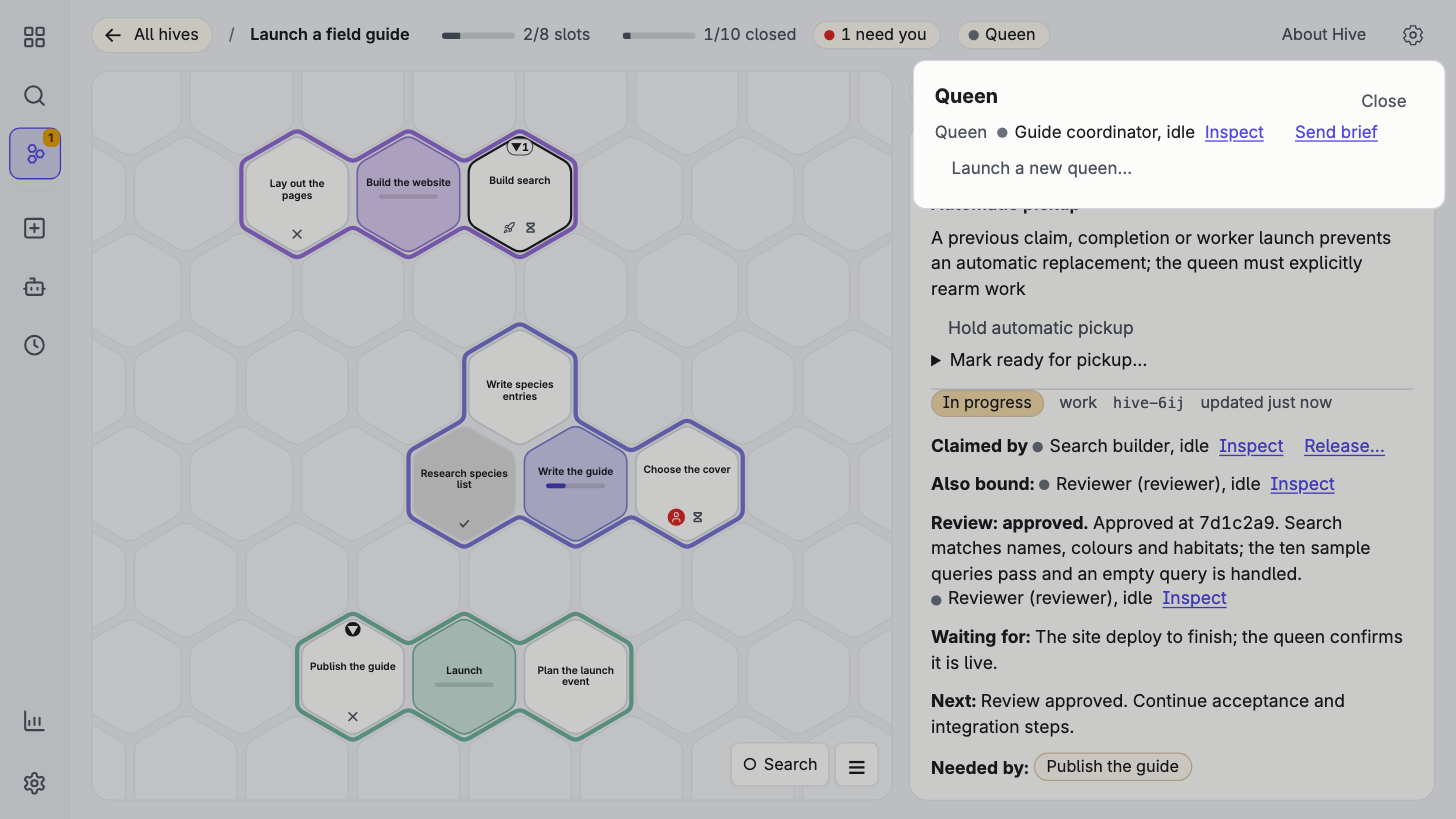 All hives / Launch a field guide 2/8 slots 1/10 closed 1 need you Queen About Hive
1
Queen
Close
Queen Guide coordinator, idle Inspect Send brief
Launch a new queen...
Automatic pickup
A previous claim, completion or worker launch prevents
an automatic replacement; the queen must explicitly
rearm work
Hold automatic pickup
Mark ready for pickup...
In progress work hive-6ij updated just now
Claimed by Search builder, idle Inspect Release...
Also bound: Reviewer (reviewer), idle Inspect
Review: approved. Approved at 7d1c2a9. Search
matches names, colours and habitats; the ten sample
queries pass and an empty query is handled.
Reviewer (reviewer), idle Inspect
Waiting for: The site deploy to finish; the queen confirms
it is live.
Next: Review approved. Continue acceptance and
integration steps.
Needed by: Publish the guide
Lay out the
pages
Build the website
1
Build search
Write species
entries
Research species
list
Write the guide
Choose the cover
Publish the guide
Launch
Plan the launch
event
Search